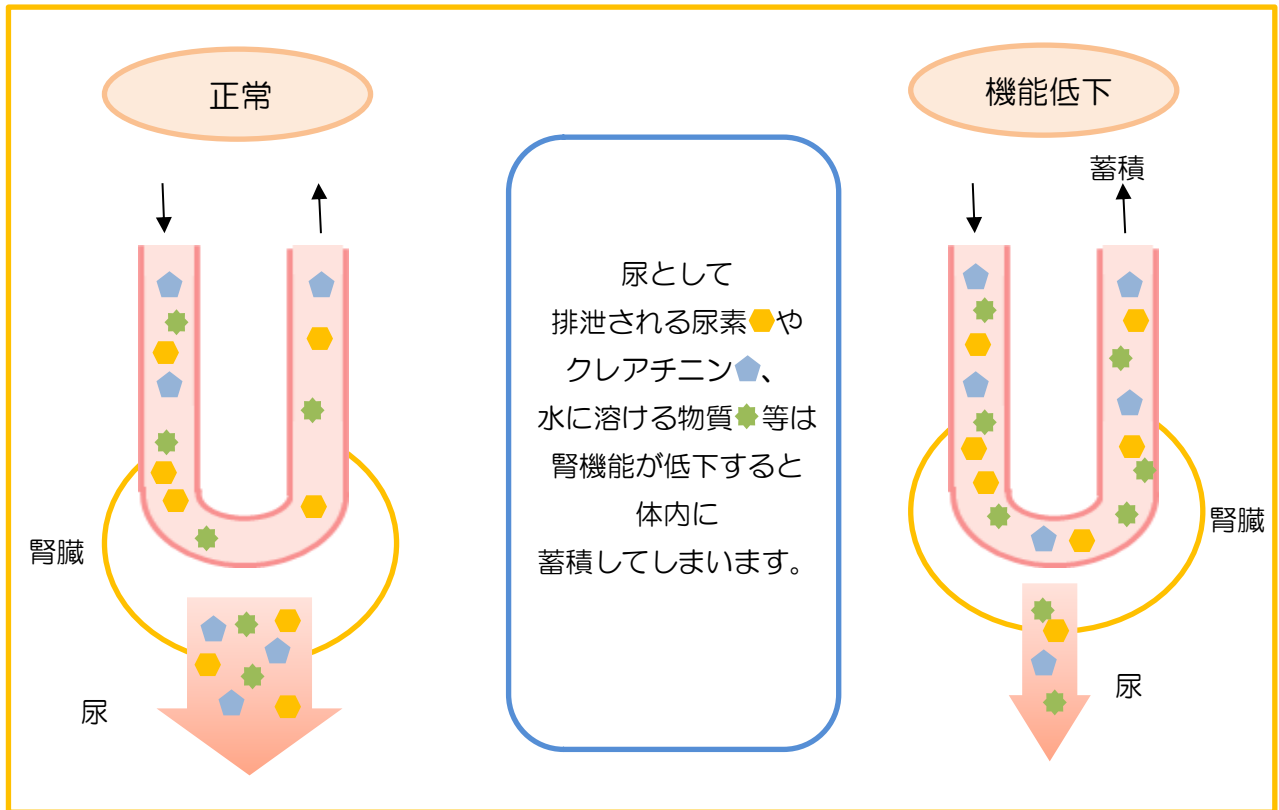 正常
機能低下
蓄積
尿として
排泄される尿素や
クレアチニン、
水に溶ける物質等は
腎機能が低下すると
体内に
蓄積してしまいます。
腎臓
腎臓
尿
尿